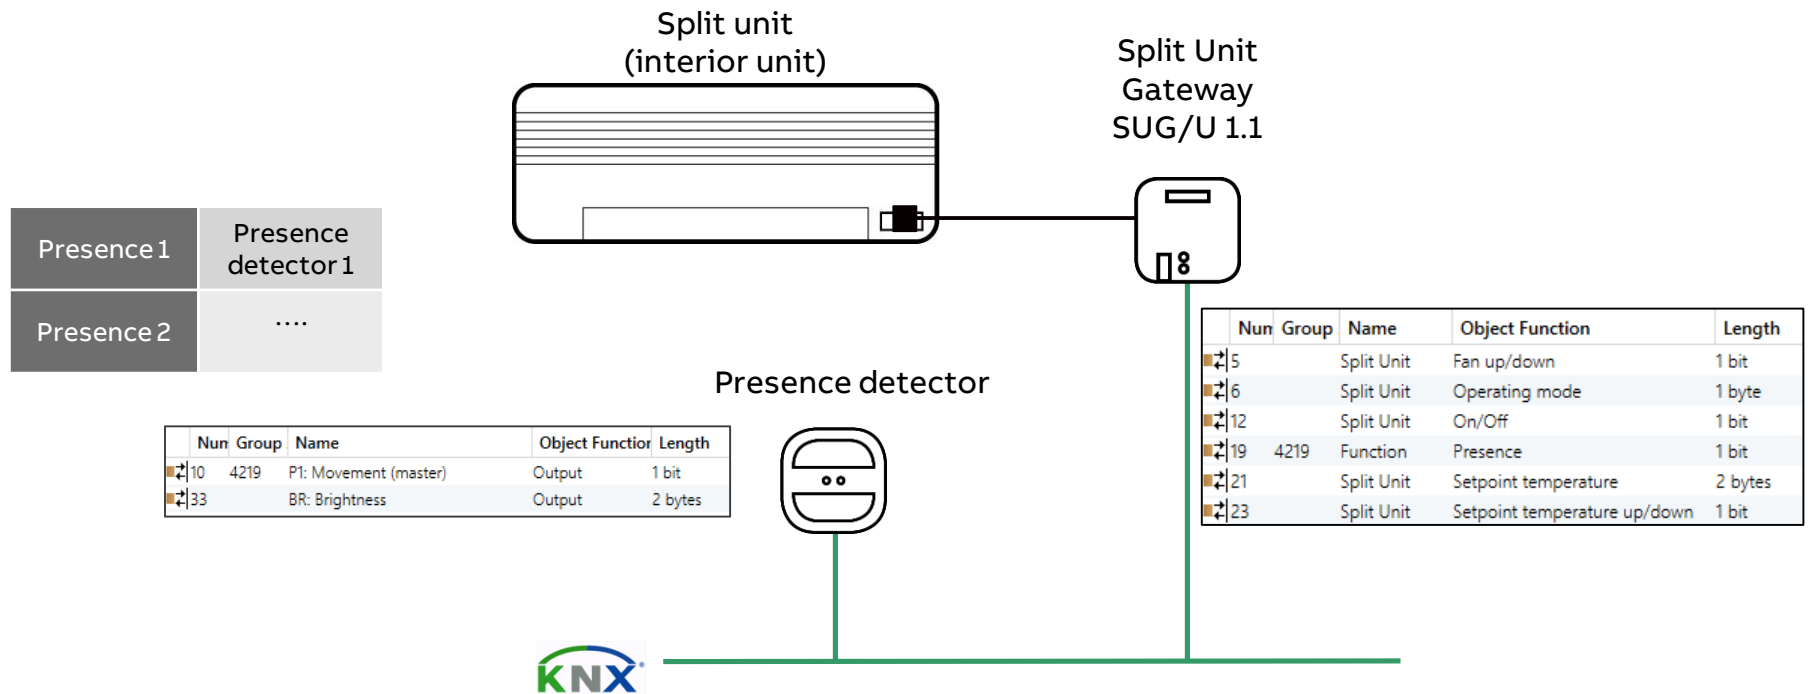 Split unit
(interior unit)
Split Unit
Gateway
SUG/U 1.1
Presence 1
Presence
detector 1
Presence 2
....
Num Group Name Object Function Length
5 Split Unit Fan up/down 1 bit
6 Split Unit Operating mode 1 byte
12 Split Unit On/Off 1 bit
19 4219 Function Presence 1 bit
21 Split Unit Setpoint temperature 2 bytes
23 Split Unit Setpoint temperature up/down 1 bit
Presence detector
Num Group Name Object Function Length
10 4219 P1: Movement (master) Output 1 bit
33 BR: Brightness Output 2 bytes
KNX